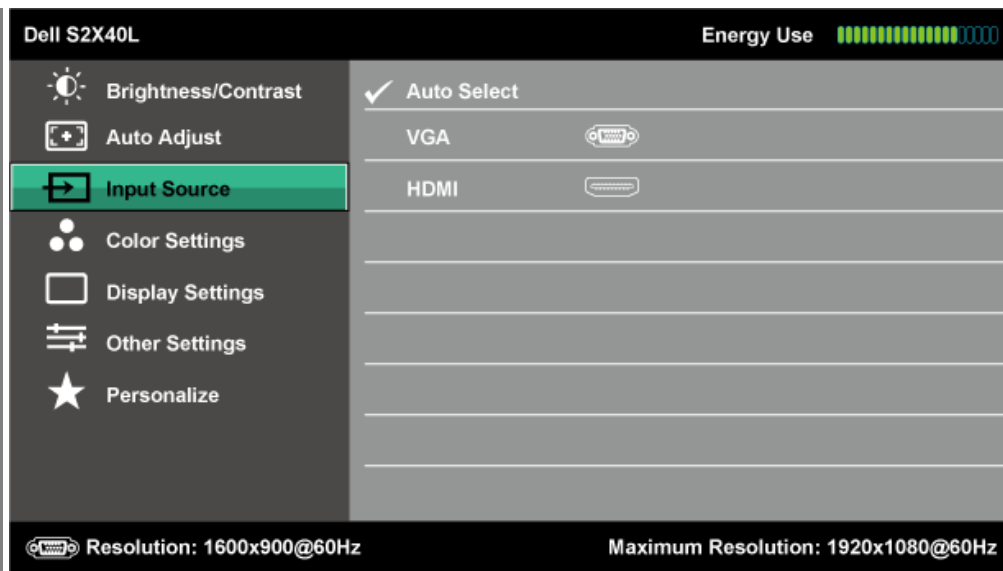 Dell S2X40L
Energy Use
Brightness/Contrast
Auto Adjust
Input Source
Color Settings
Display Settings
Other Settings
Personalize
Auto Select
VGA
HDMI
Resolution: 1600x900@60Hz
Maximum Resolution: 1920x1080@60Hz